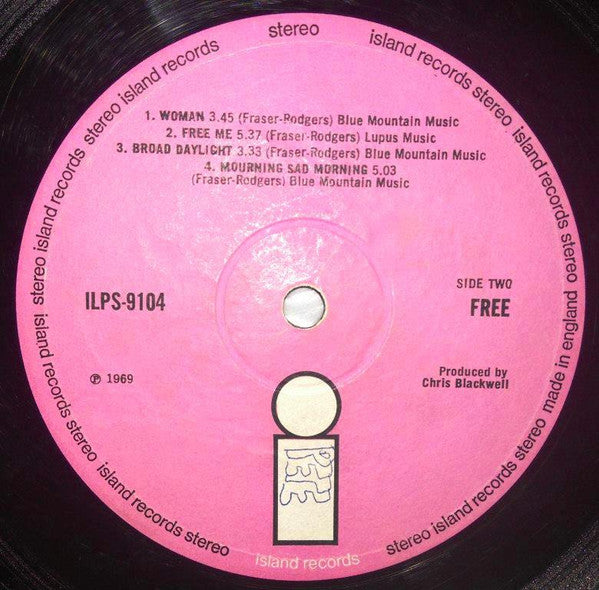 stereo
island records stereo
island records stereo island records stereo
1. WOMAN 3.45 (Fraser-Rodgers) Blue Mountain Music
2. FREE ME 5.37 (Fraser-Rodgers) Lupus Music
3. BROAD DAYLIGHT 3.33 (Fraser-Rodgers) Blue Mountain Music
4. MOURNING SAD MORNING 5.03
(Fraser-Rodgers) Blue Mountain Music
ILPS-9104
SIDE TWO
FREE
℗ 1969
Produced by
Chris Blackwell
made in england
island records stereo
stereo island records stereo
island records
PETE